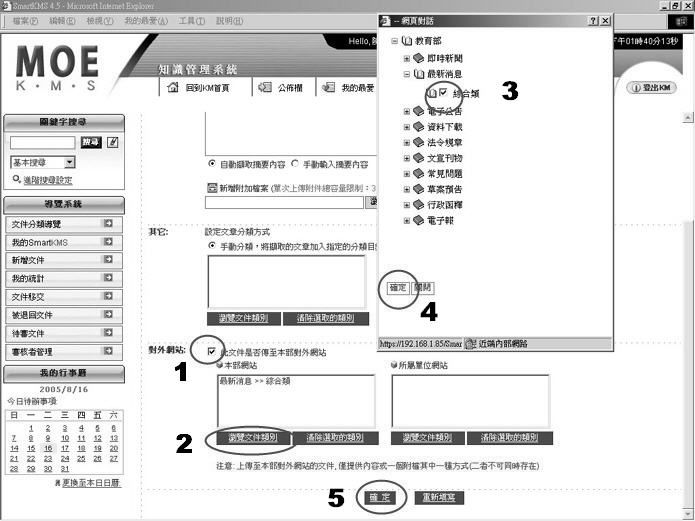 SmartKMS 4.5 - Microsoft Internet Explorer
檔案(F) 編輯(E) 檢視(V) 我的最愛(A) 工具(T) 說明(H)
-- 網頁對話
Hello, 陳
下午01時40分13秒
MOE
K·M·S
知識管理系統
回到KM首頁
公佈欄
我的最愛
登出KM
教育部
即時新聞
最新消息
綜合類
3
電子公告
資料下載
法令規章
文宣刊物
常見問題
草案預告
行政函釋
電子報
確定
關閉
4
https://192.168.1.85/Smar
近端內部網路
關鍵字搜尋
搜尋
基本搜尋
進階搜尋設定
導覽系統
文件分類導覽
我的SmartKMS
新增文件
我的統計
文件移交
被退回文件
待審文件
審核者管理
我的行事曆
2005/8/16
今日待辦事項
日 一 二 三 四 五 六
1 2 3 4 5 6
7 8 9 10 11 12 13
14 15 16 17 18 19 20
21 22 23 24 25 26 27
28 29 30 31
更換至本日日曆
自動擷取摘要內容 手動輸入摘要內容
新增附加檔案 (單次上傳附件總容量限制：3
瀏
其它:
設定文章分類方式
手動分類，將擷取的文章加入指定的分類目
瀏覽文件類別 清除選取的類別
對外網站:
此文件是否傳至本部對外網站
1
本部網站
所屬單位網站
最新消息 >> 綜合類
2
瀏覽文件類別 清除選取的類別
瀏覽文件類別 清除選取的類別
注意: 上傳至本部對外網站的文件, 僅提供內容或一個附檔其中一種方式(二者不可同時存在)
5
確 定
重新填寫